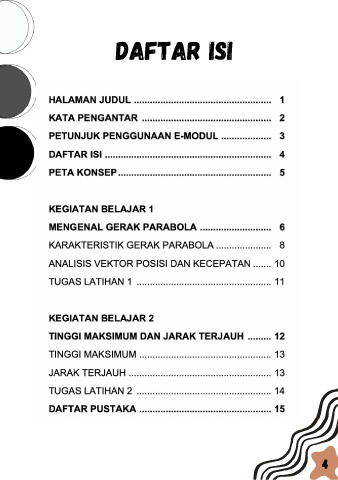 DAFTAR ISI
HALAMAN JUDUL .................................................... 1
KATA PENGANTAR ................................................. 2
PETUNJUK PENGGUNAAN E-MODUL ................... 3
DAFTAR ISI ............................................................... 4
PETA KONSEP.......................................................... 5
KEGIATAN BELAJAR 1
MENGENAL GERAK PARABOLA ........................... 6
KARAKTERISTIK GERAK PARABOLA ..................... 8
ANALISIS VEKTOR POSISI DAN KECEPATAN ....... 10
TUGAS LATIHAN 1 ................................................... 11
KEGIATAN BELAJAR 2
TINGGI MAKSIMUM DAN JARAK TERJAUH ......... 12
TINGGI MAKSIMUM .................................................. 13
JARAK TERJAUH ...................................................... 13
TUGAS LATIHAN 2 ................................................... 14
DAFTAR PUSTAKA .................................................. 15
4